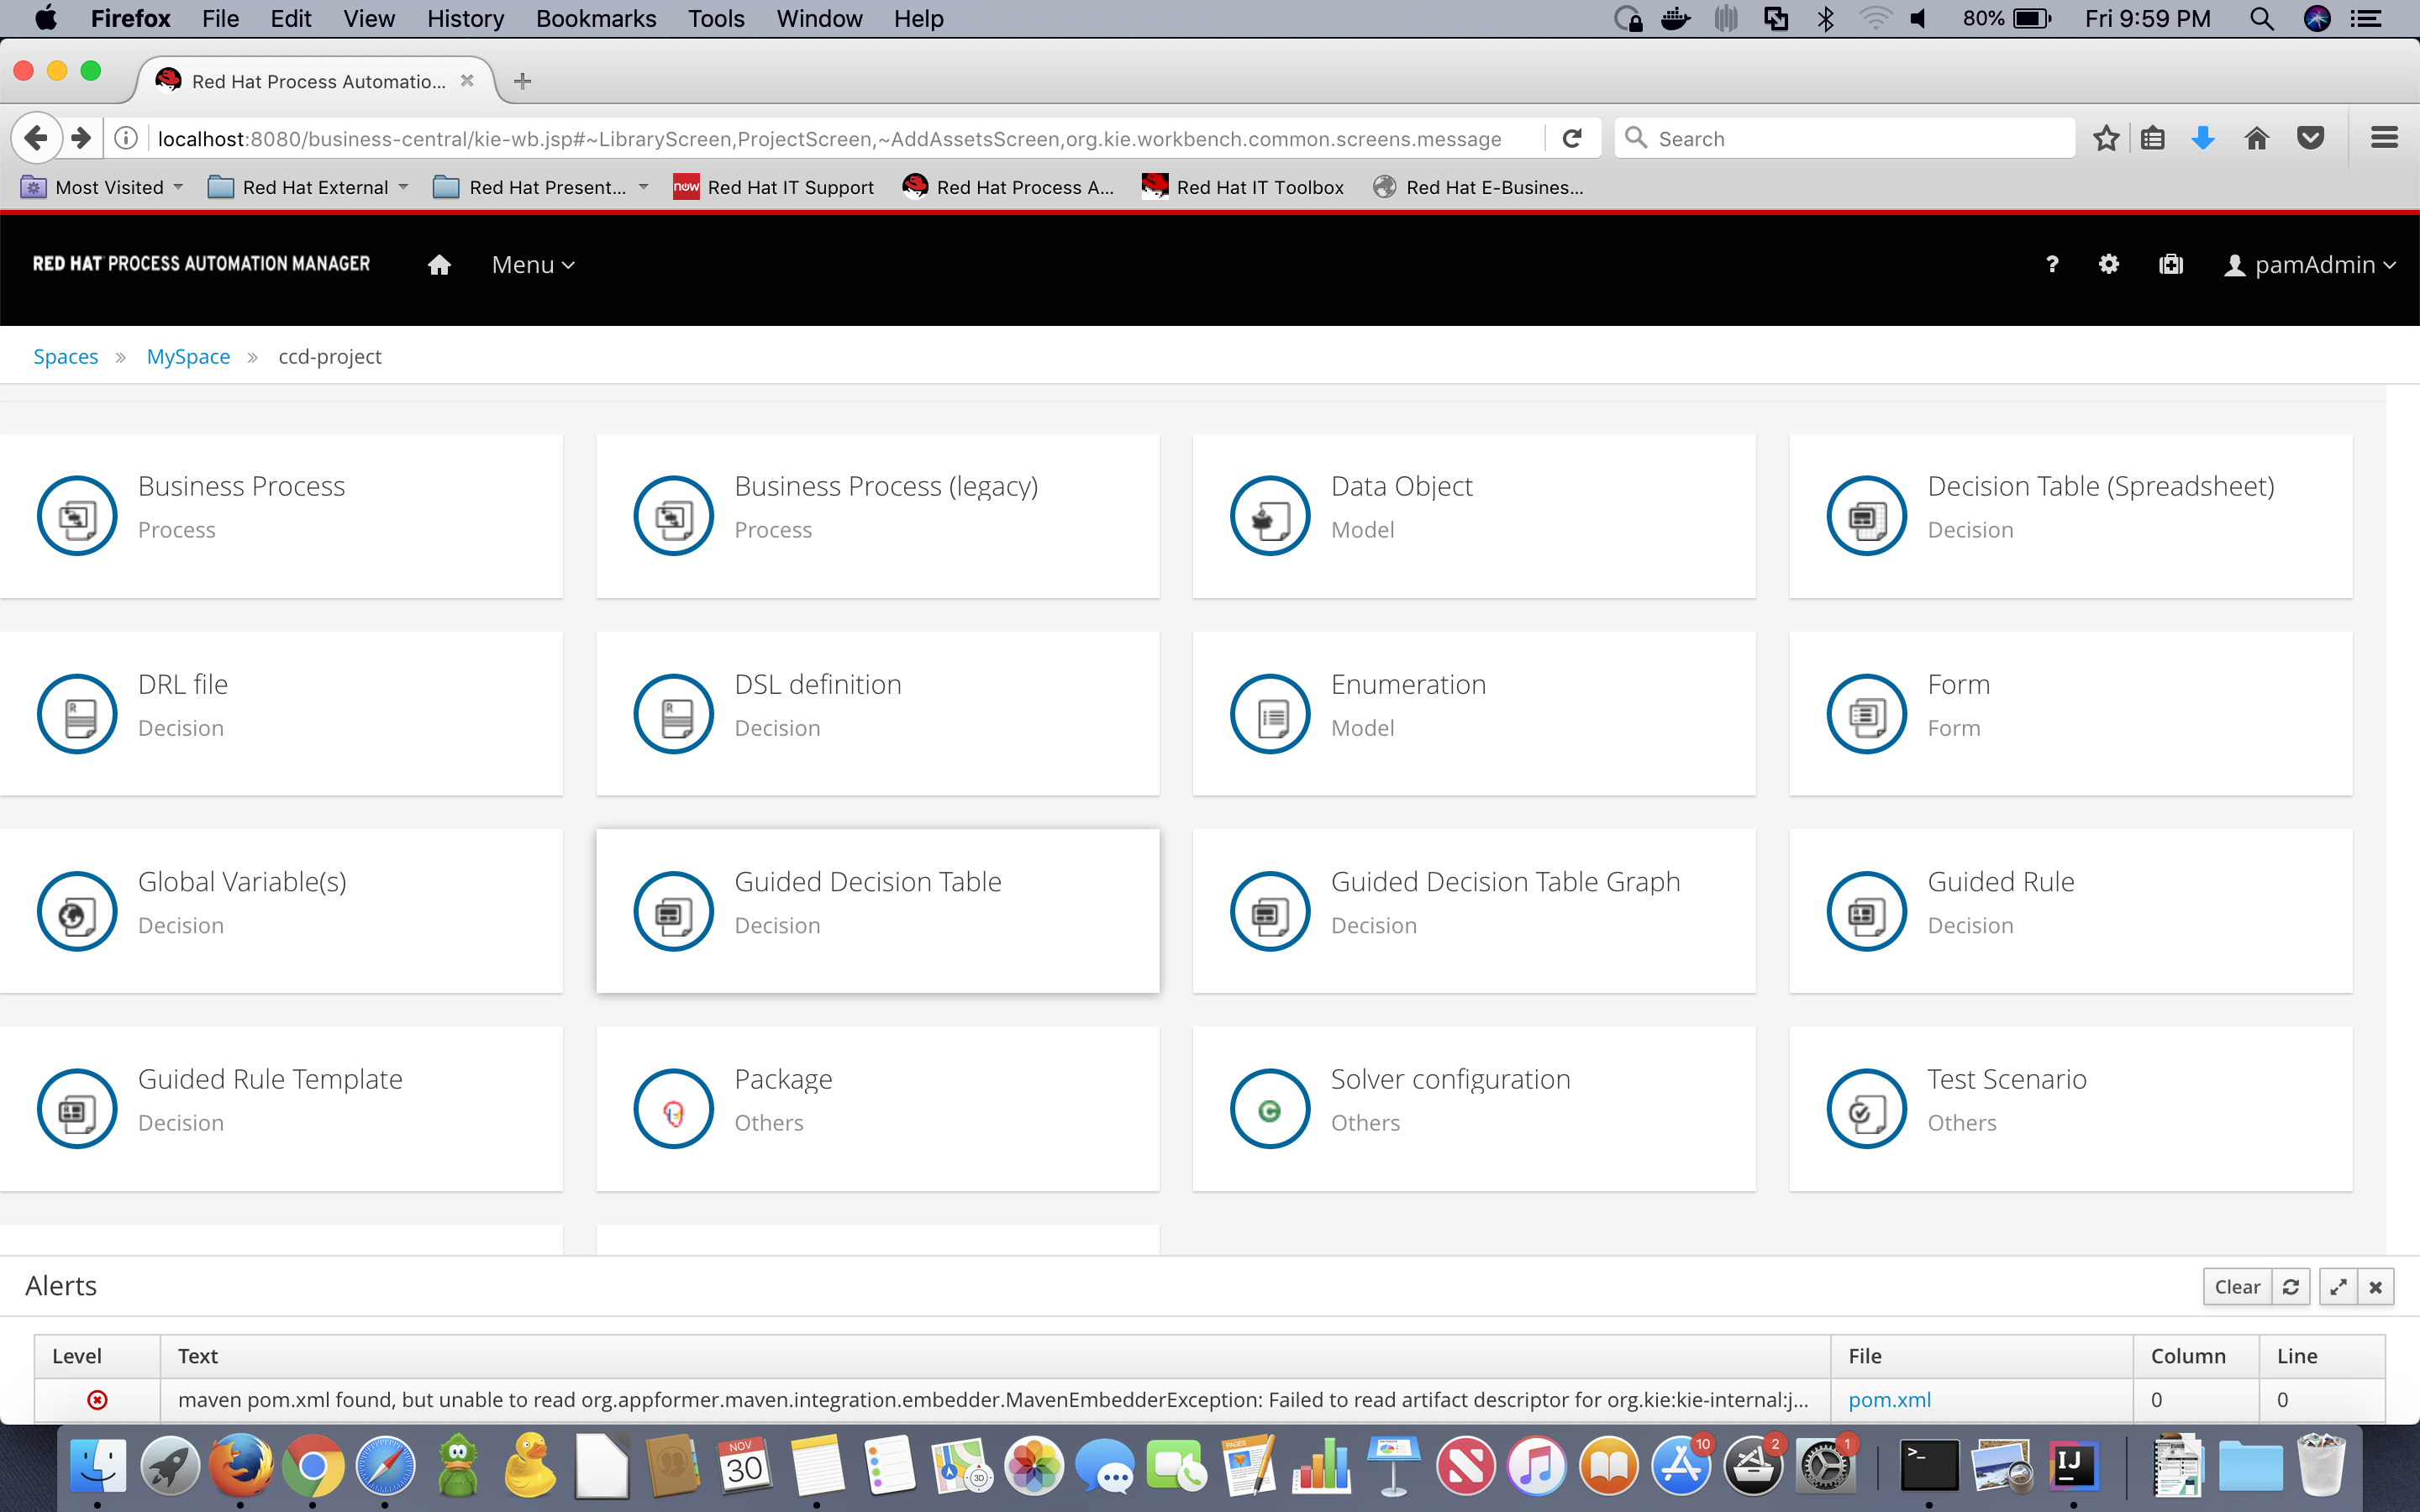 Firefox File Edit View History Bookmarks Tools Window Help 80% Fri 9:59 PM
Red Hat Process Automatio...
localhost:8080/business-central/kie-wb.jsp#~LibraryScreen,ProjectScreen,~AddAssetsScreen,org.kie.workbench.common.screens.message Search
Most Visited Red Hat External Red Hat Present... now Red Hat IT Support Red Hat Process A... Red Hat IT Toolbox Red Hat E-Busines...
RED HAT PROCESS AUTOMATION MANAGER Menu ? pamAdmin
Spaces » MySpace » ccd-project
Business Process Business Process (legacy) Data Object Decision Table (Spreadsheet)
Process Process Model Decision
DRL file DSL definition Enumeration Form
Decision Decision Model Form
Global Variable(s) Guided Decision Table Guided Decision Table Graph Guided Rule
Decision Decision Decision Decision
Guided Rule Template Package Solver configuration Test Scenario
Decision Others Others Others
Alerts Clear
Level Text File Column Line
maven pom.xml found, but unable to read org.appformer.maven.integration.embedder.MavenEmbedderException: Failed to read artifact descriptor for org.kie:kie-internal:j... pom.xml 0 0
NOV
30
3D
PAGES
10
2
1
>_
IJ